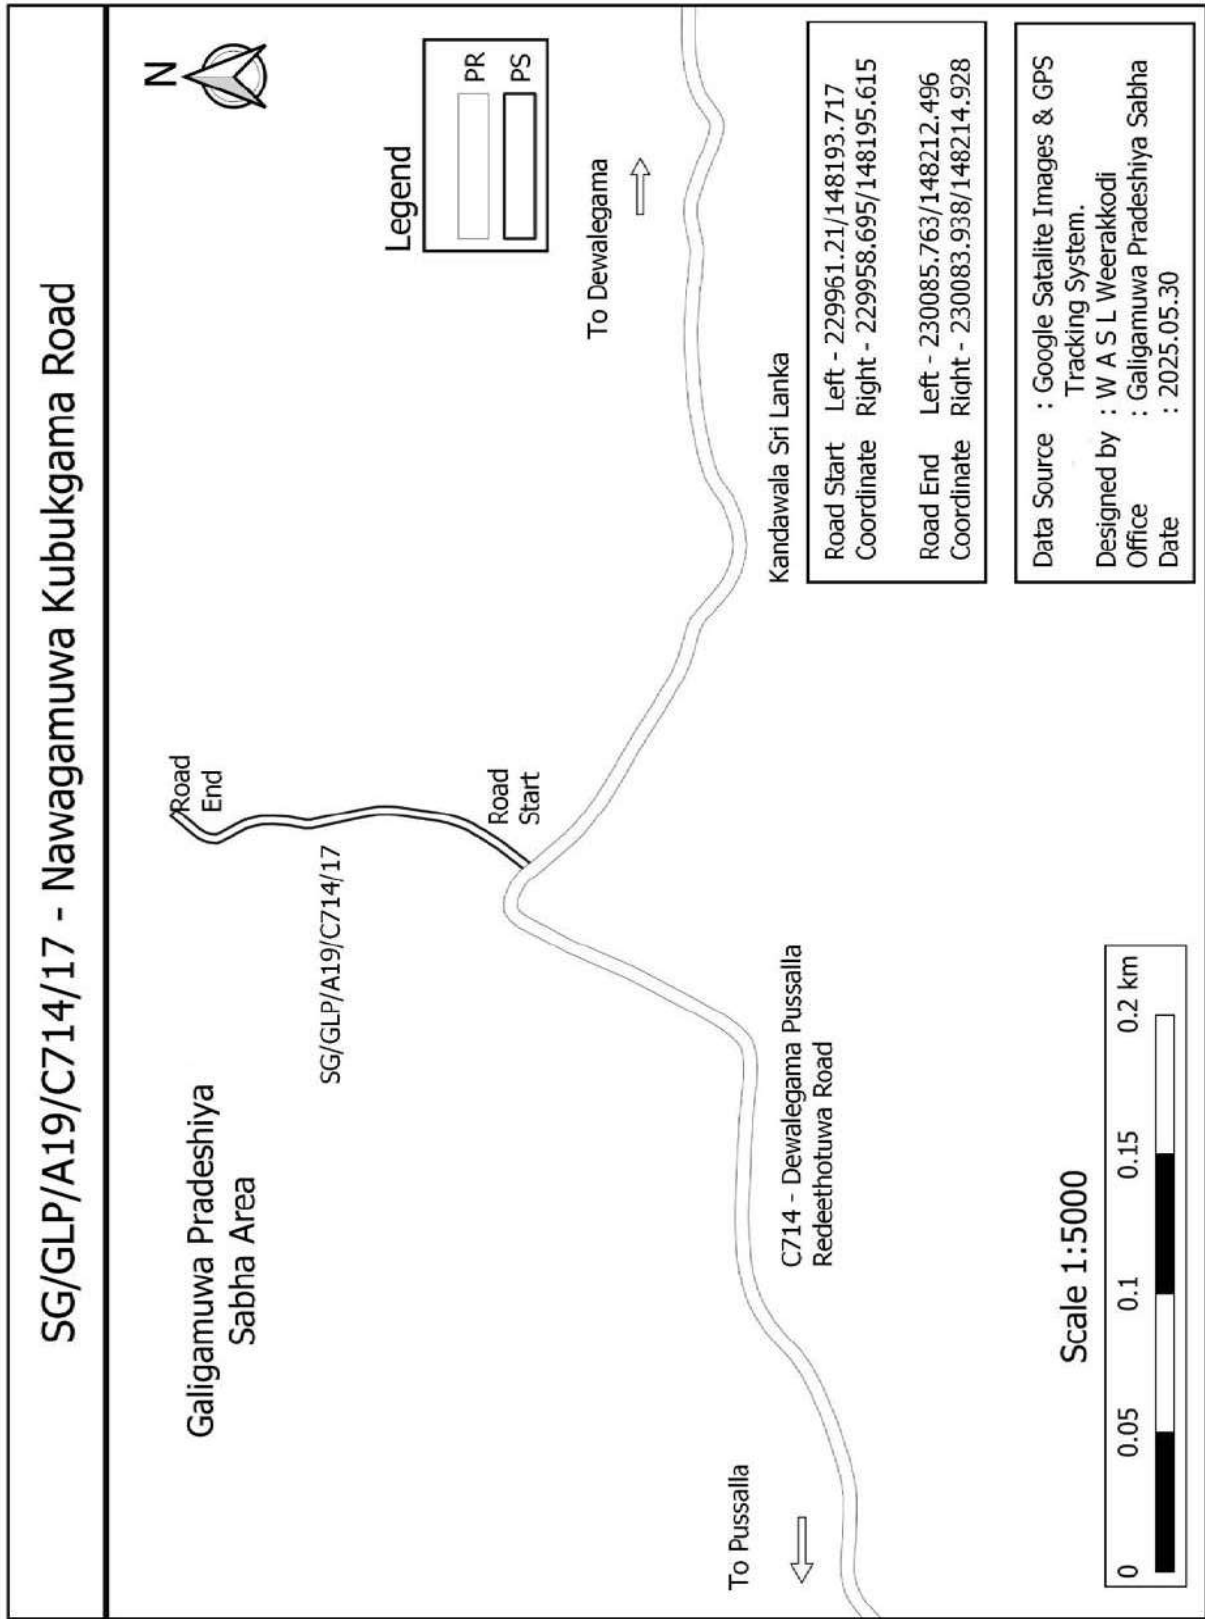 SG/GLP/A19/C714/17 - Nawagamuwa Kubukgama Road
N
Galigamuwa Pradeshiya
Sabha Area
Road
End
SG/GLP/A19/C714/17
Road
Start
Legend
PR
PS
To Dewalegama
To Pussalla
C714 - Dewalegama Pussalla
Redeethotuwa Road
Kandawala Sri Lanka
Road Start Left - 229961.21/148193.717
Coordinate Right - 229958.695/148195.615
Road End Left - 230085.763/148212.496
Coordinate Right - 230083.938/148214.928
Scale 1:5000
0 0.05 0.1 0.15 0.2 km
Data Source : Google Satalite Images & GPS
Tracking System.
Designed by : W A S L Weerakkodi
Office : Galigamuwa Pradeshiya Sabha
Date : 2025.05.30